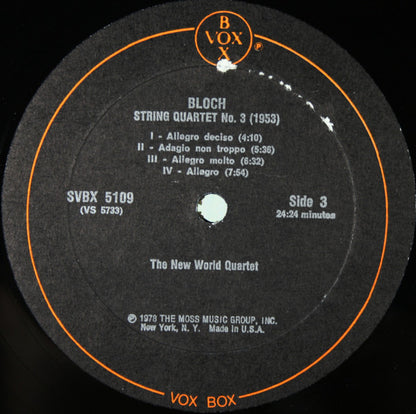 B
VOX
X
℗
BLOCH
STRING QUARTET No. 3 (1953)
I - Allegro deciso (4:10)
II - Adagio non troppo (5:36)
III - Allegro molto (6:32)
IV - Allegro (7:54)
SVBX 5109
(VS 5733)
Side 3
24:24 minutes
The New World Quartet
℗ 1978 THE MOSS MUSIC GROUP, INC.
New York, N. Y. Made in U.S.A.
VOX BOX